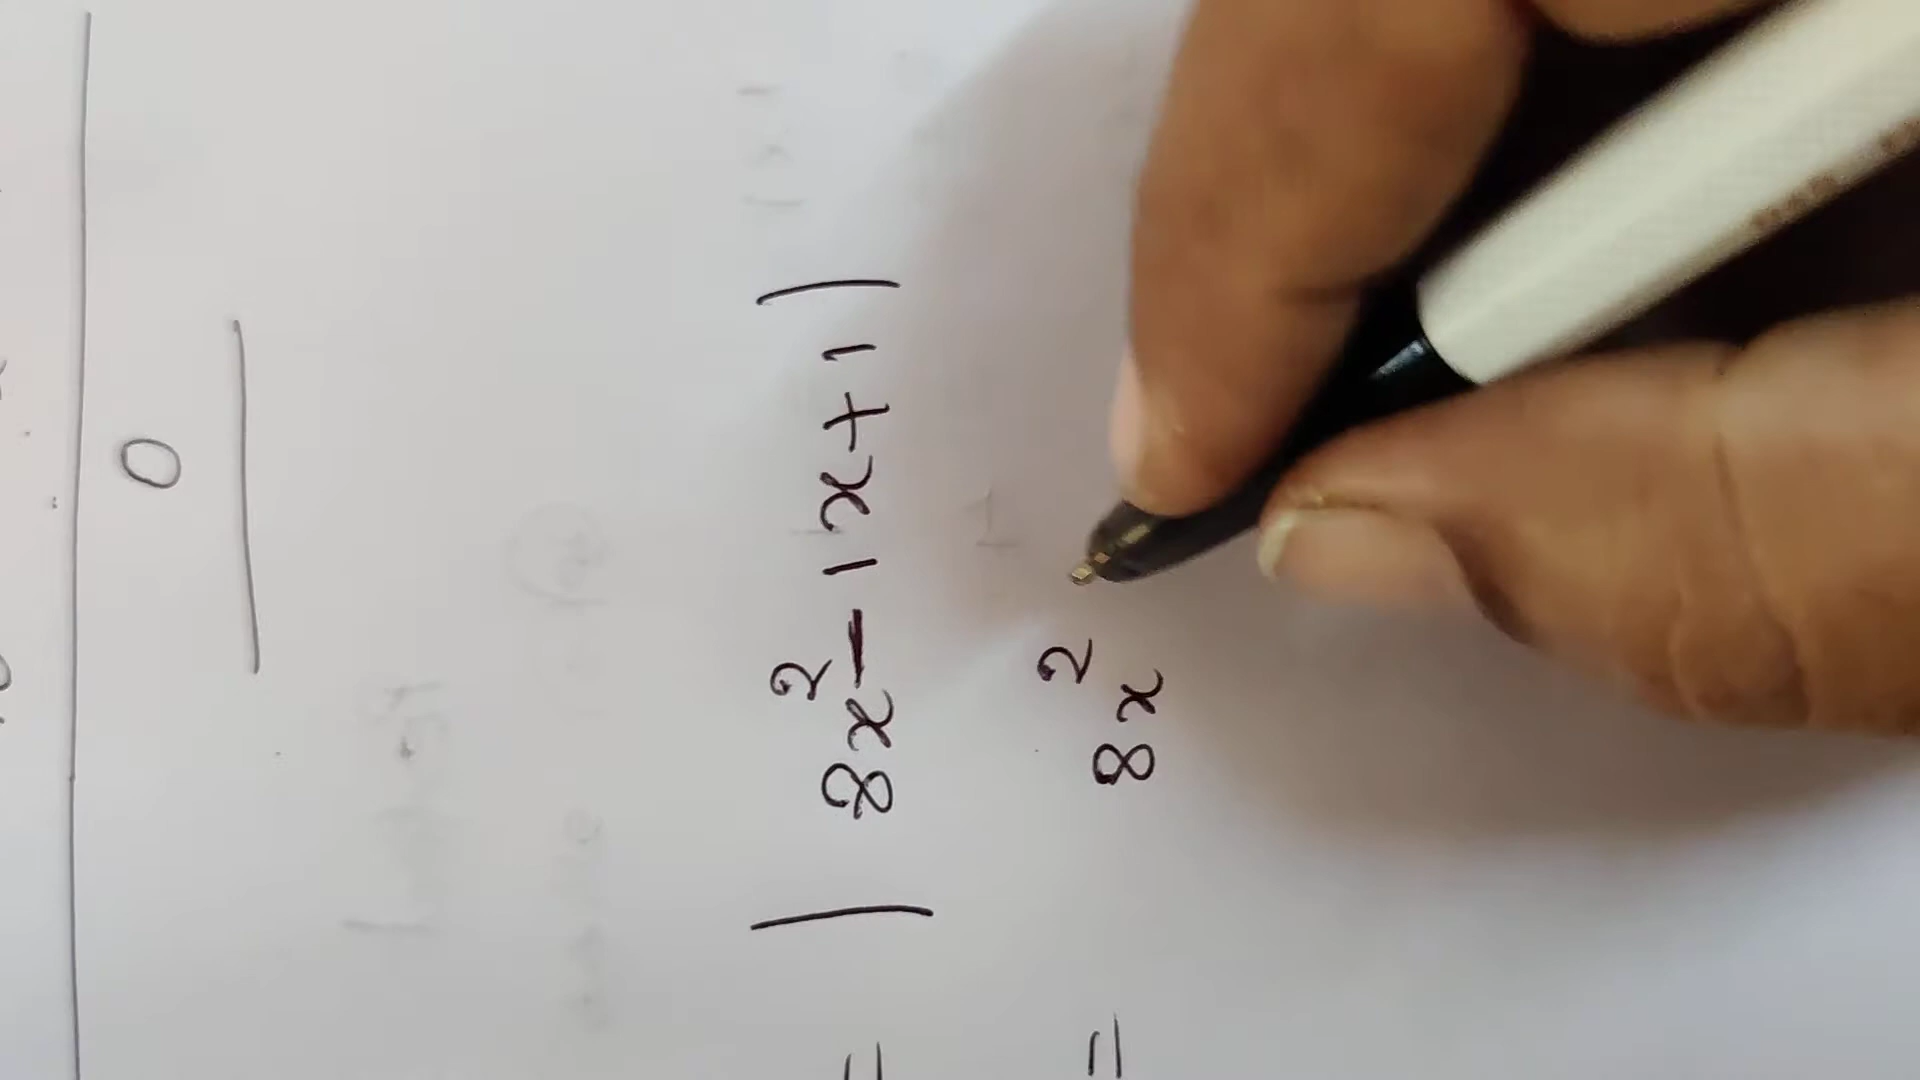 0
= | 8x² - 1x + 1 |
= 8x²